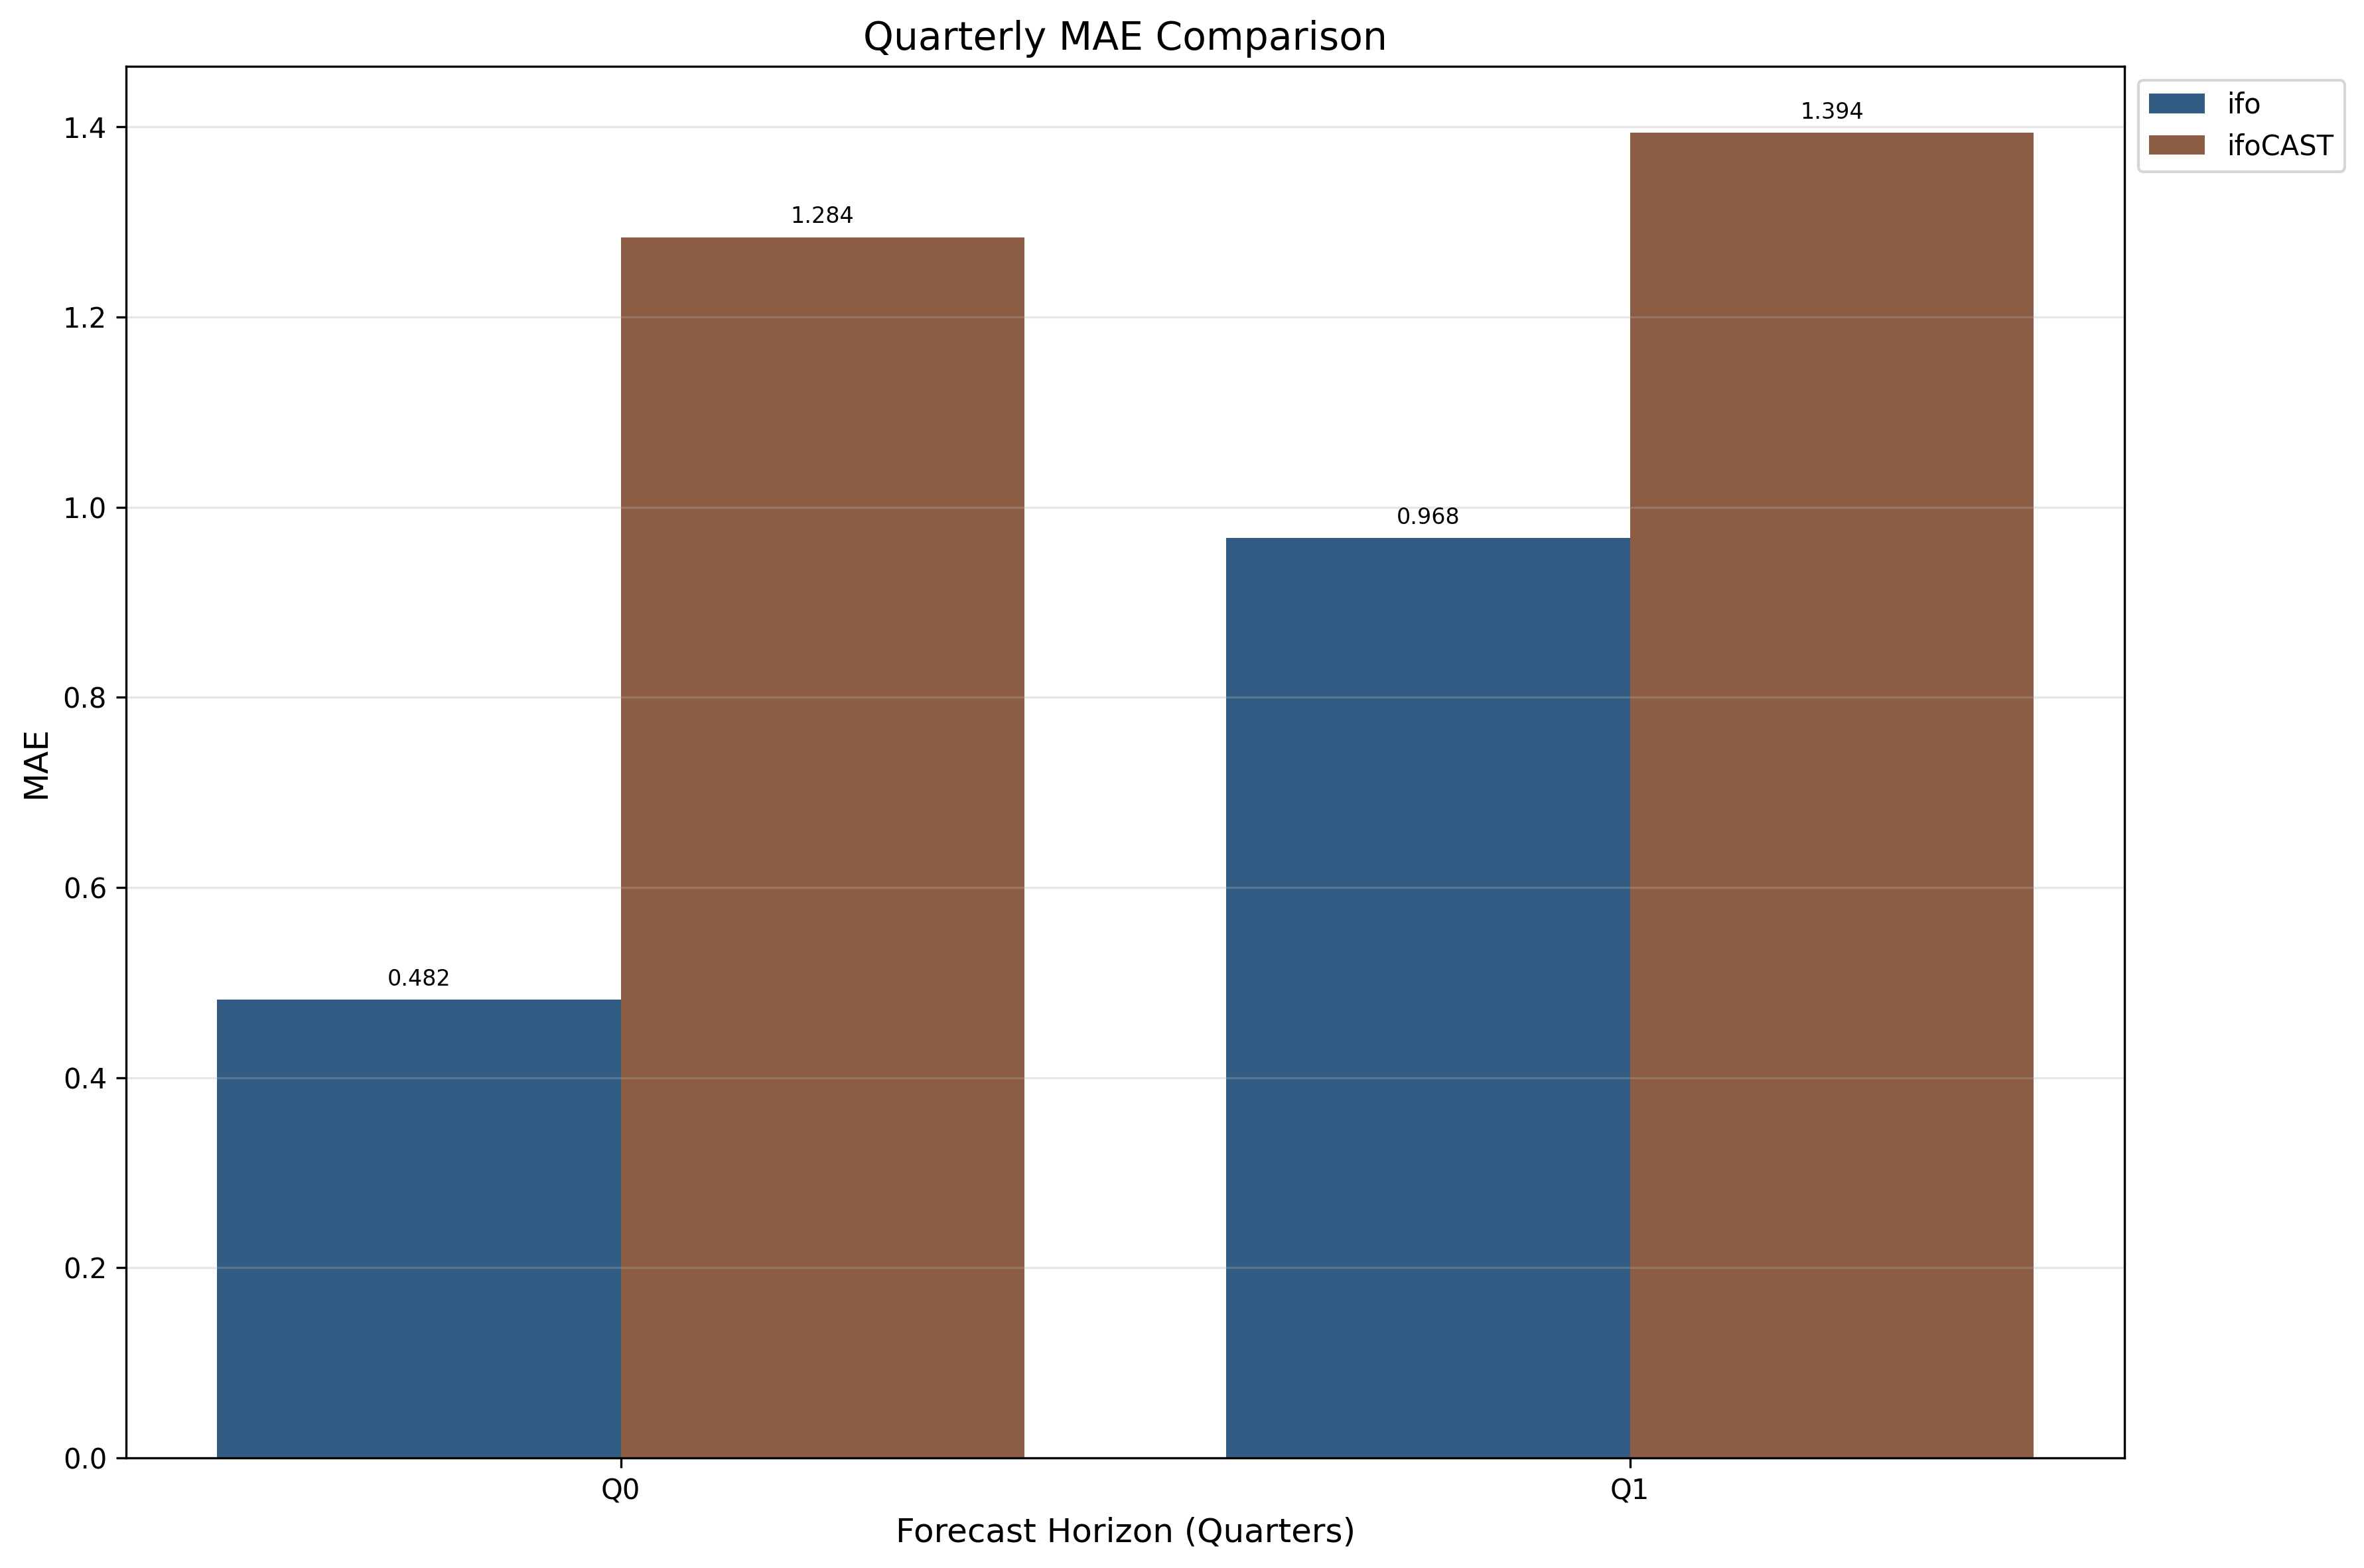 Quarterly MAE Comparison
ifo
ifoCAST
MAE
1.4
1.2
1.0
0.8
0.6
0.4
0.2
0.0
0.482
1.284
0.968
1.394
Q0
Q1
Forecast Horizon (Quarters)